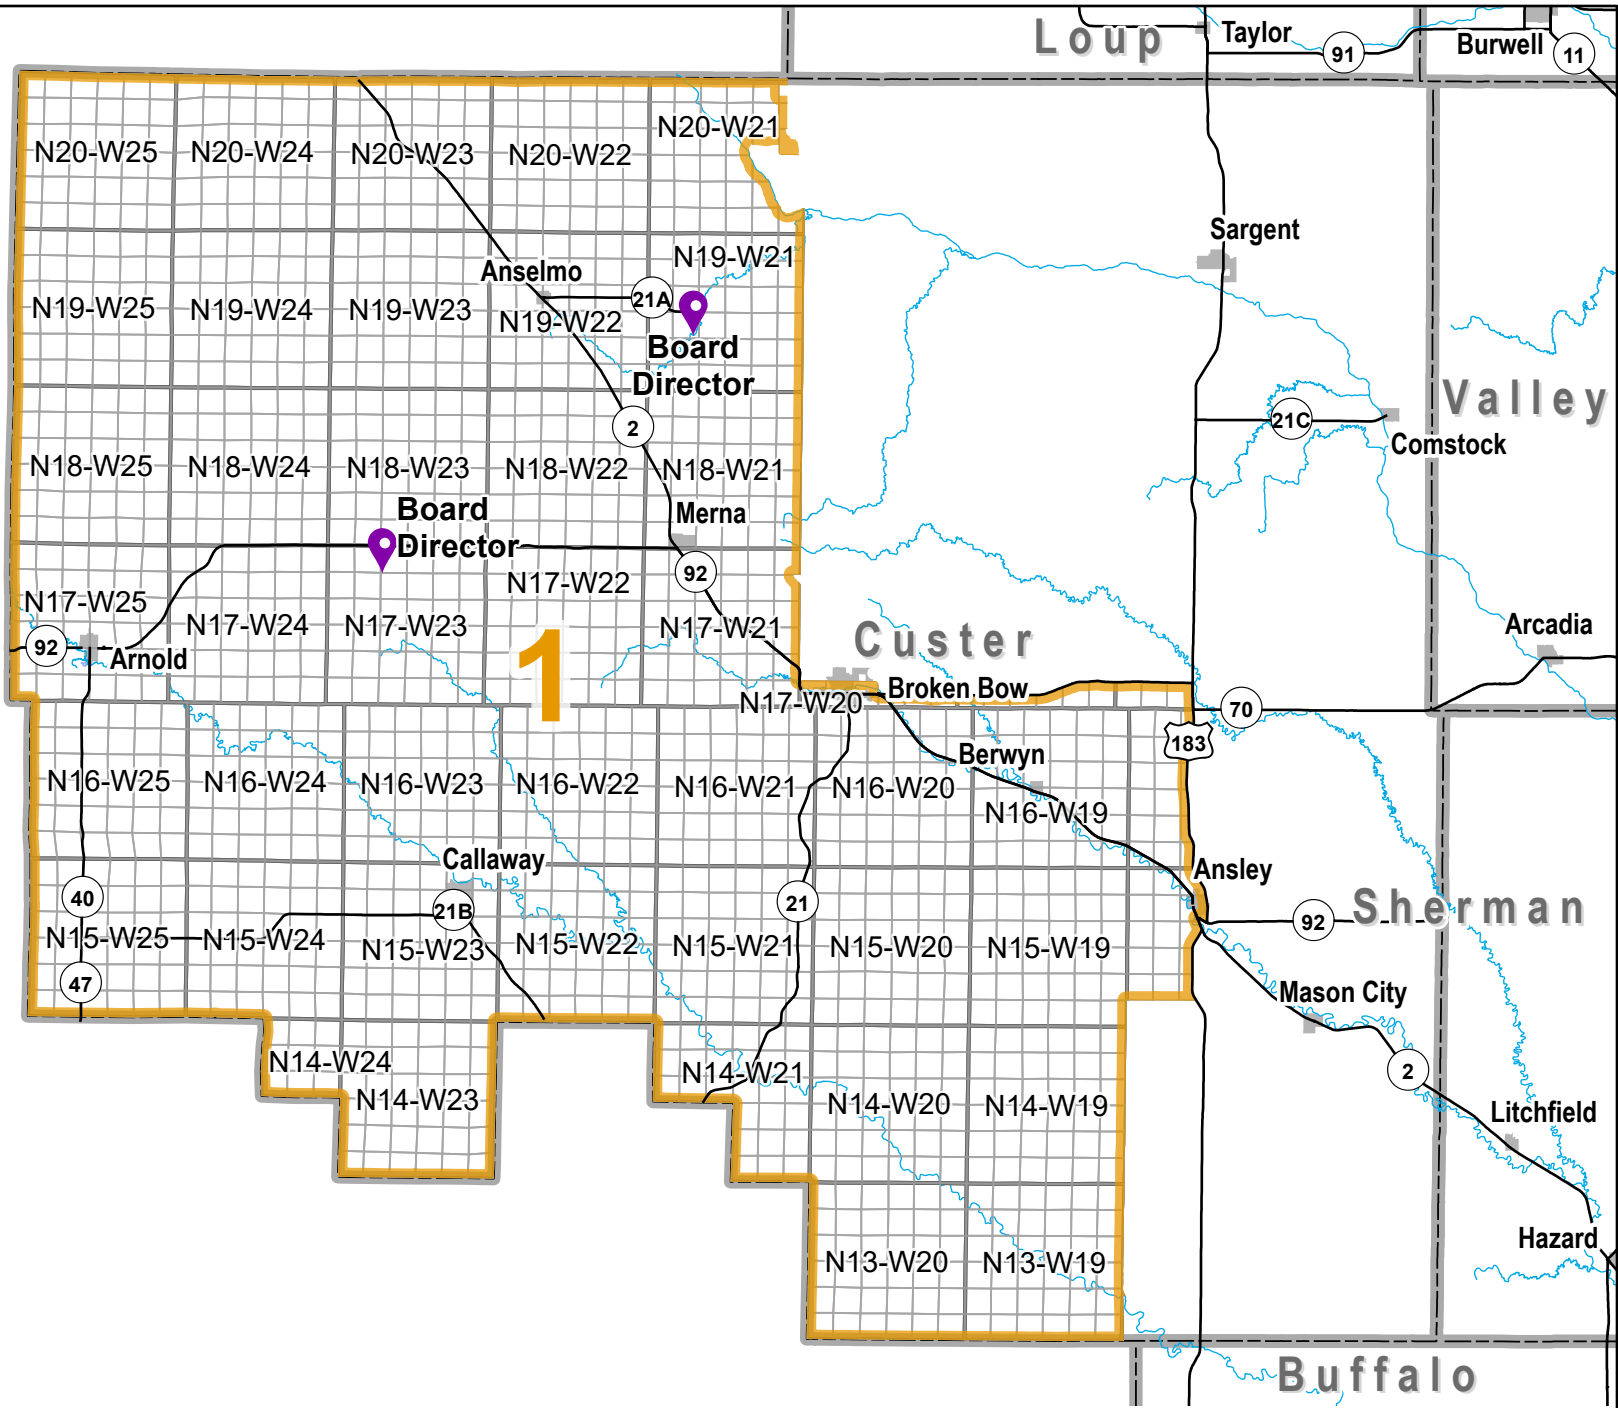 Loup
Taylor
91
Burwell
11
N20-W25
N20-W24
N20-W23
N20-W22
N20-W21
Sargent
Anselmo
N19-W21
21A
N19-W25
N19-W24
N19-W23
N19-W22
Board
Director
Valley
2
21C
Comstock
N18-W25
N18-W24
N18-W23
N18-W22
N18-W21
Board
Director
Merna
92
N17-W22
N17-W25
N17-W24
N17-W23
N17-W21
92
Arnold
1
Custer
Arcadia
Broken Bow
N17-W20
70
183
Berwyn
N16-W25
N16-W24
N16-W23
N16-W22
N16-W21
N16-W20
N16-W19
Callaway
Ansley
40
21B
21
92
Sherman
N15-W25
N15-W24
N15-W23
N15-W22
N15-W21
N15-W20
N15-W19
47
Mason City
N14-W24
N14-W23
N14-W21
N14-W20
N14-W19
2
Litchfield
Hazard
N13-W20
N13-W19
Buffalo